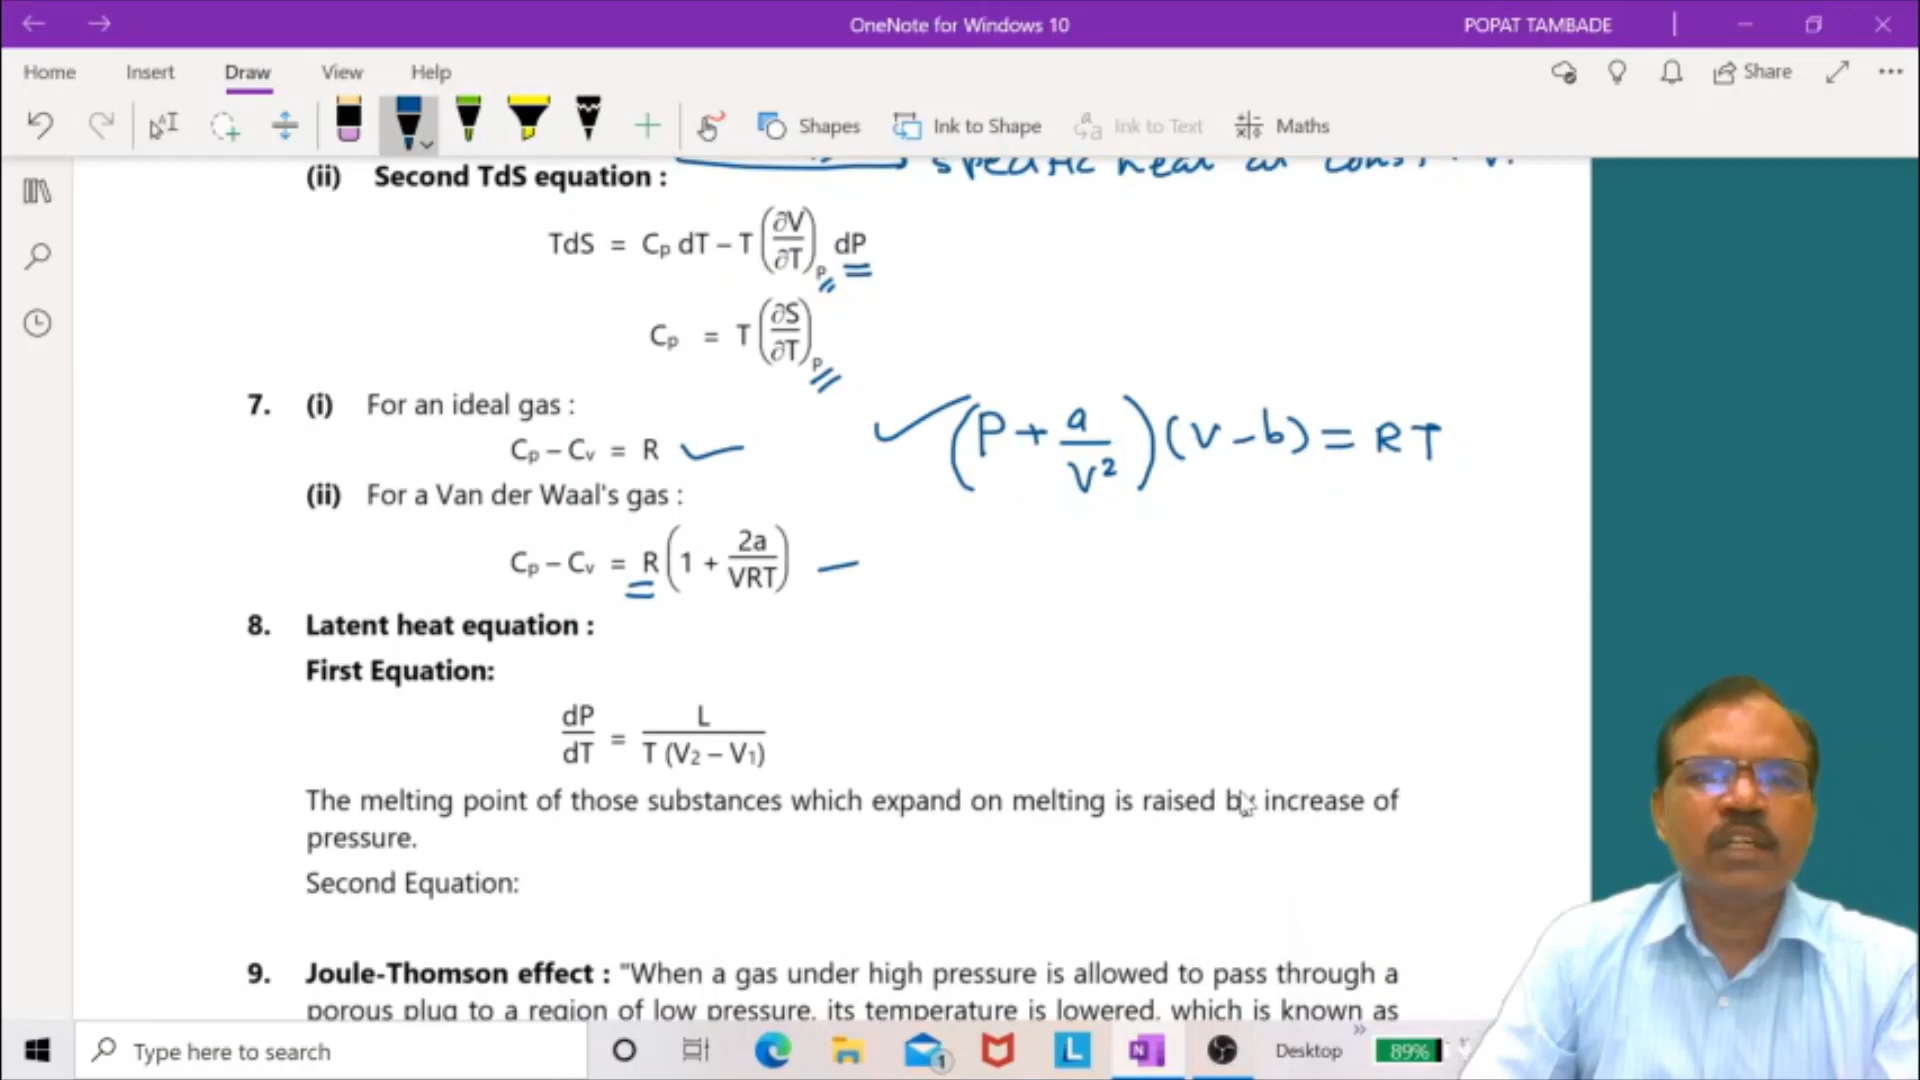 OneNote for Windows 10
POPAT TAMBADE
Home Insert Draw View Help
Share
Shapes Ink to Shape Ink to Text Maths
specific heat at const. V.
(ii) Second TdS equation :
TdS = Cp dT – T (∂V/∂T)P dP
Cp = T (∂S/∂T)P
7. (i) For an ideal gas :
Cp – Cv = R
(P + a/V²)(V – b) = RT
(ii) For a Van der Waal's gas :
Cp – Cv = R (1 + 2a/VRT)
8. Latent heat equation :
First Equation:
dP/dT = L/T (V2 – V1)
The melting point of those substances which expand on melting is raised by increase of
pressure.
Second Equation:
9. Joule-Thomson effect : "When a gas under high pressure is allowed to pass through a
porous plug to a region of low pressure, its temperature is lowered, which is known as
Type here to search
1
L
N
Desktop
89%